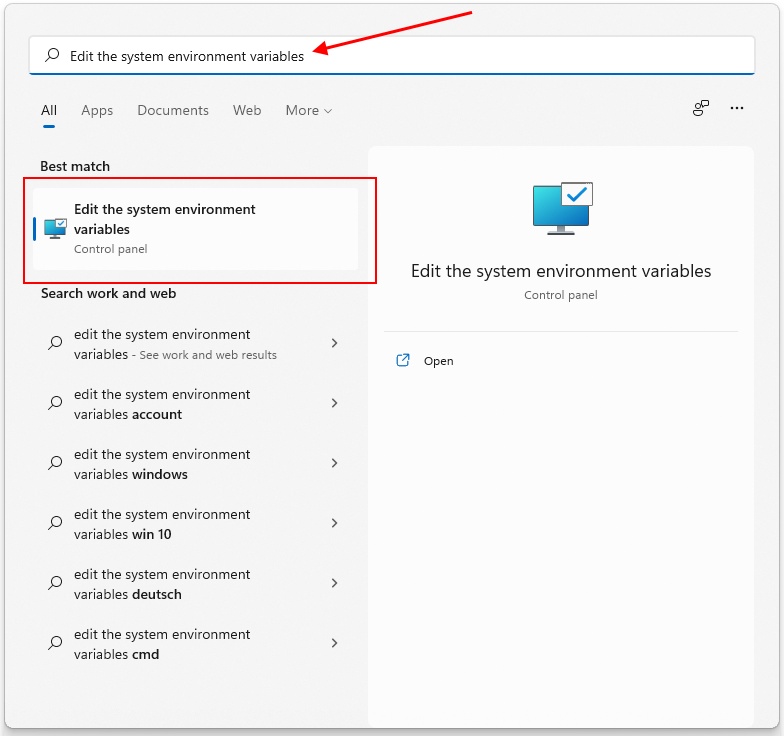 Edit the system environment variables
All Apps Documents Web More
Best match
Edit the system environment
variables
Control panel
Search work and web
edit the system environment
variables - See work and web results
edit the system environment
variables account
edit the system environment
variables windows
edit the system environment
variables win 10
edit the system environment
variables deutsch
edit the system environment
variables cmd
Edit the system environment variables
Control panel
Open